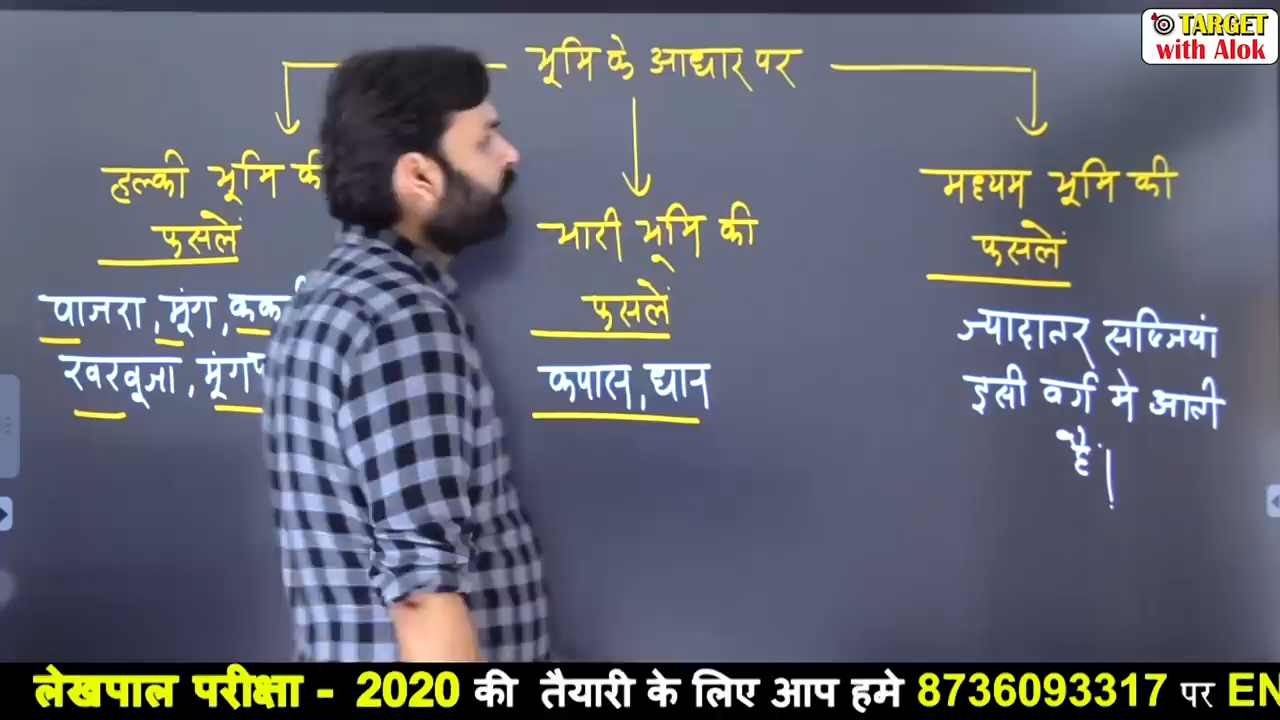 TARGET
with Alok
भूमि के आधार पर
हल्की भूमि की
फसलें
बाजरा, मूंग,
खरबूजा,
भारी भूमि की
फसलें
कपास, धान
मध्यम भूमि की
फसलें
ज्यादातर सब्जियां
इसी वर्ग मे आती
है।
लेखपाल परीक्षा - 2020 की तैयारी के लिए आप हमे 8736093317 पर EN